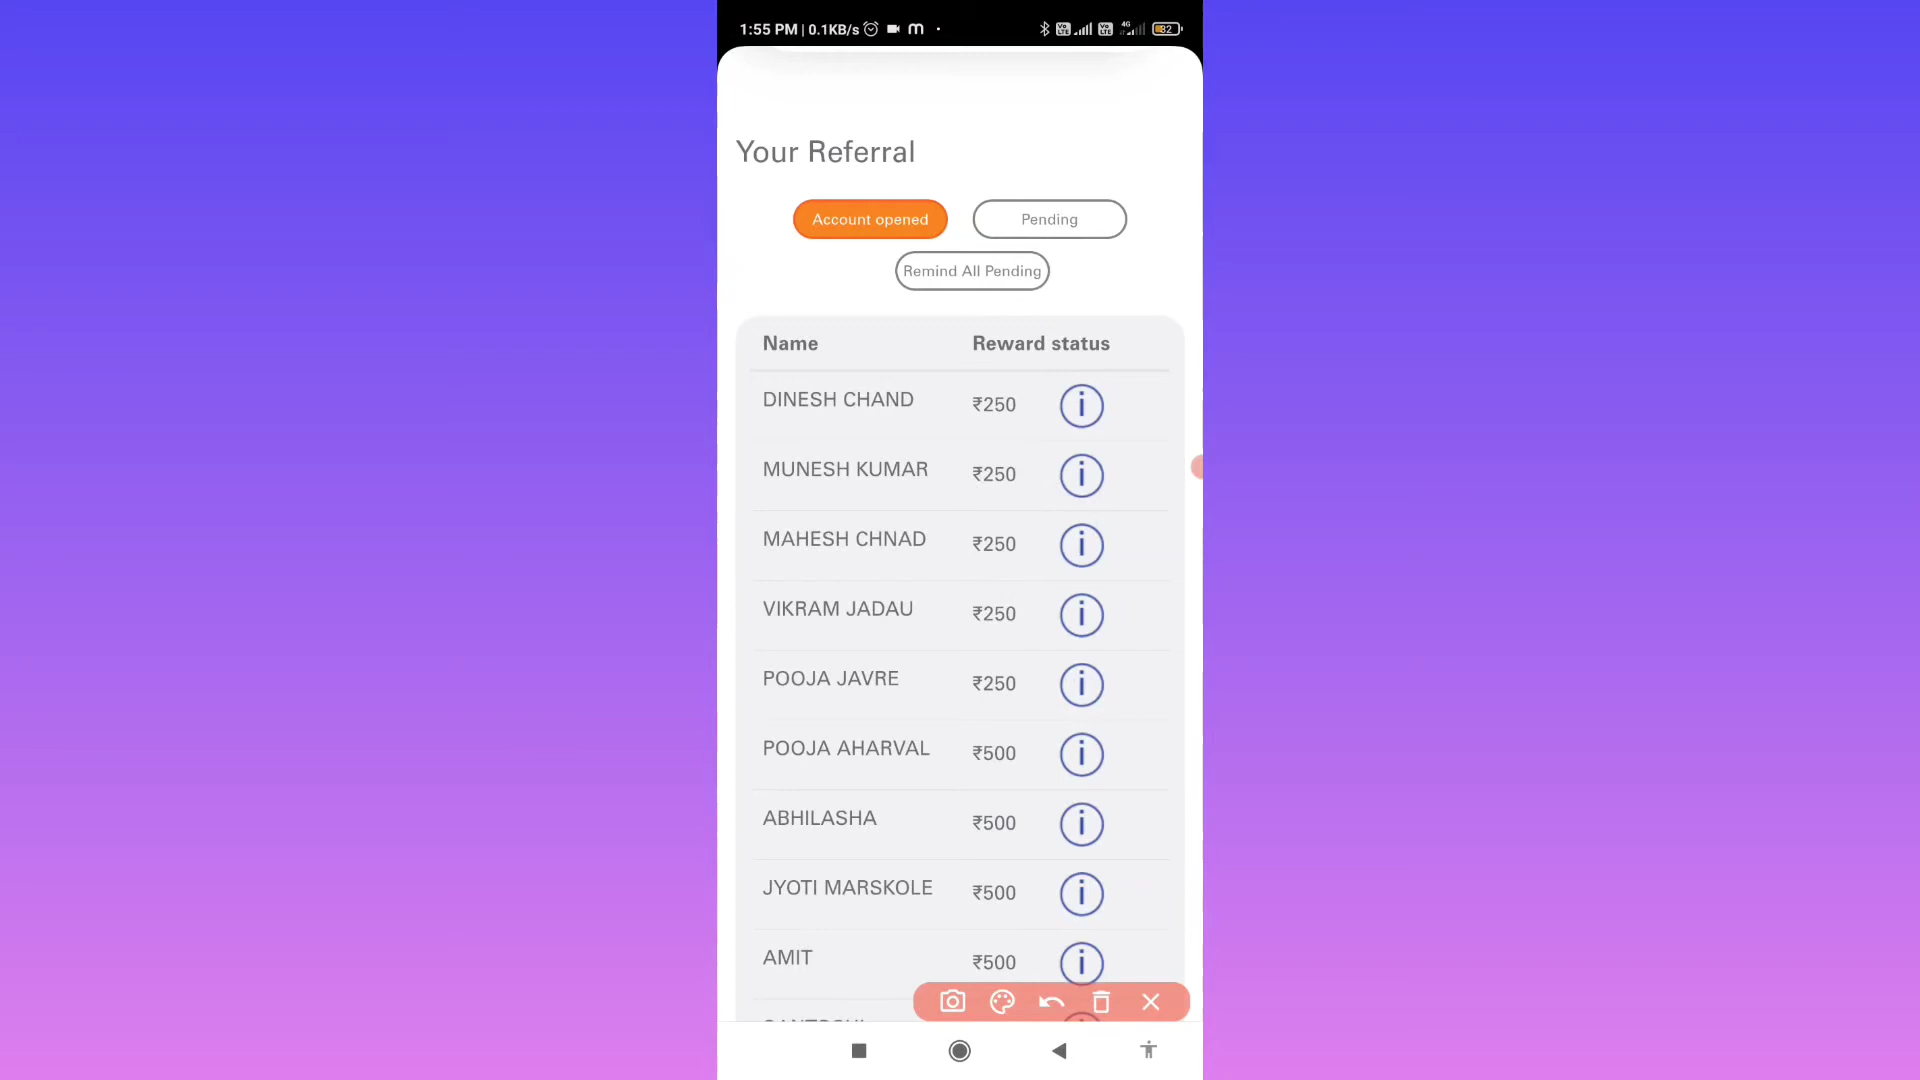 1:55 PM | 0.1KB/s
4G
32
Your Referral
Account opened
Pending
Remind All Pending
Name Reward status
DINESH CHAND ₹250
MUNESH KUMAR ₹250
MAHESH CHNAD ₹250
VIKRAM JADAU ₹250
POOJA JAVRE ₹250
POOJA AHARVAL ₹500
ABHILASHA ₹500
JYOTI MARSKOLE ₹500
AMIT ₹500